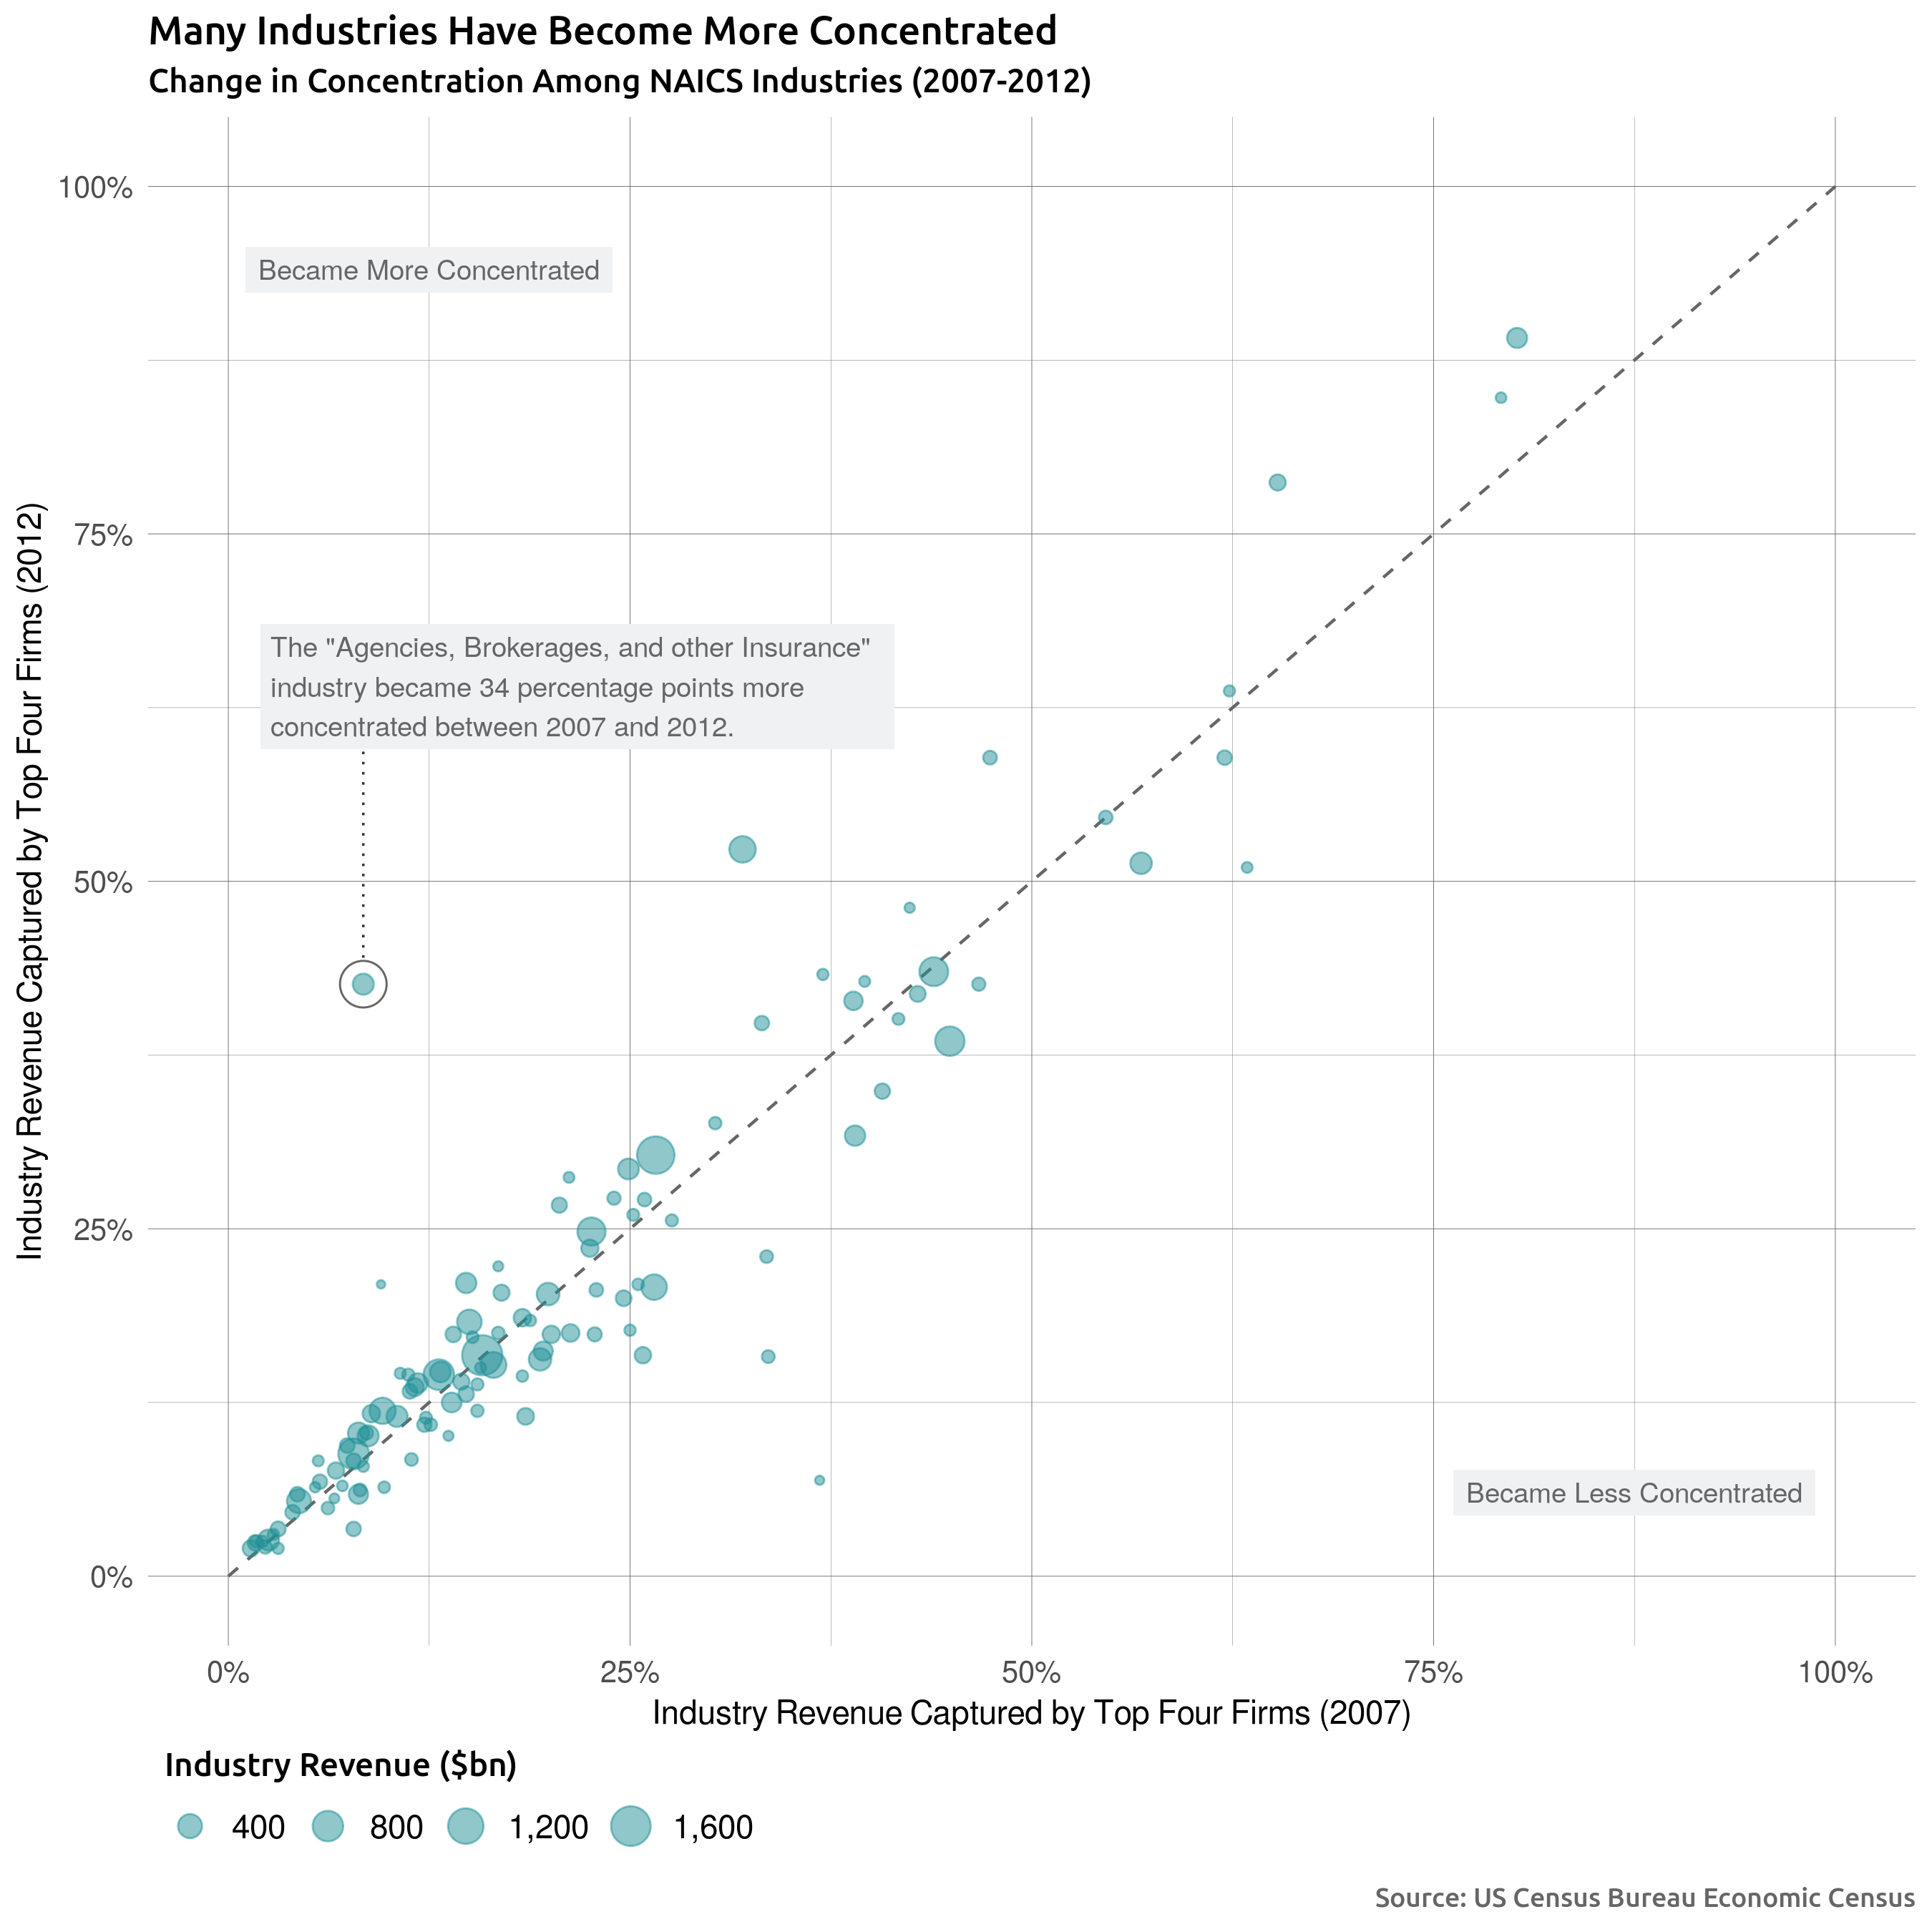 Many Industries Have Become More Concentrated
Change in Concentration Among NAICS Industries (2007-2012)
100%
Became More Concentrated
75%
The "Agencies, Brokerages, and other Insurance"
industry became 34 percentage points more
concentrated between 2007 and 2012.
Industry Revenue Captured by Top Four Firms (2012)
50%
25%
Became Less Concentrated
0%
0% 25% 50% 75% 100%
Industry Revenue Captured by Top Four Firms (2007)
Industry Revenue ($bn)
400 800 1,200 1,600
Source: US Census Bureau Economic Census